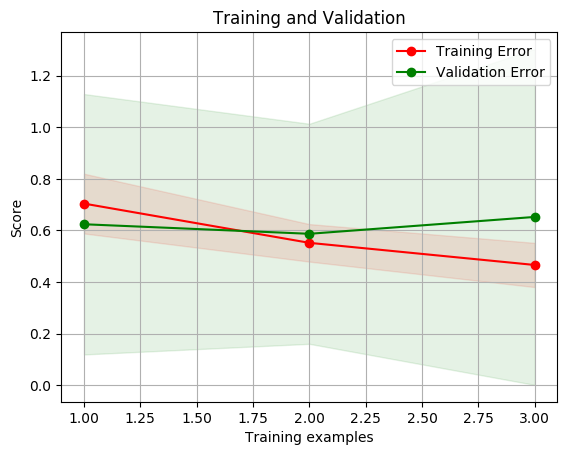 Training and Validation
Training Error
Validation Error
Score
1.2
1.0
0.8
0.6
0.4
0.2
0.0
1.00 1.25 1.50 1.75 2.00 2.25 2.50 2.75 3.00
Training examples